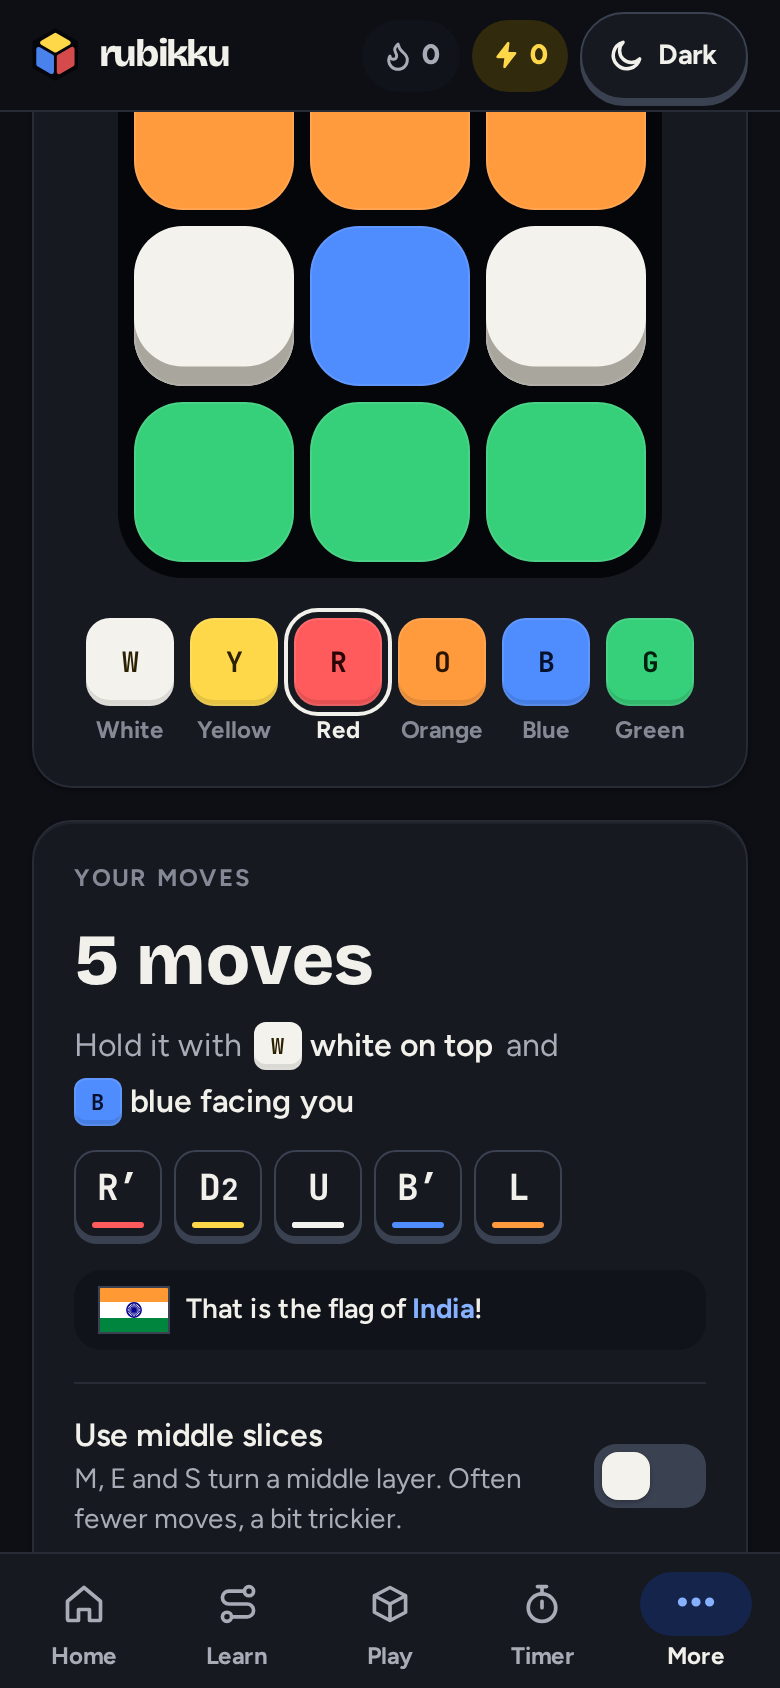 rubikku
0
0
Dark
W
Y
R
O
B
G
White
Yellow
Red
Orange
Blue
Green
YOUR MOVES
5 moves
Hold it with W white on top and
B blue facing you
R′ D2 U B′ L
That is the flag of India!
Use middle slices
M, E and S turn a middle layer. Often
fewer moves, a bit trickier.
Home
Learn
Play
Timer
More